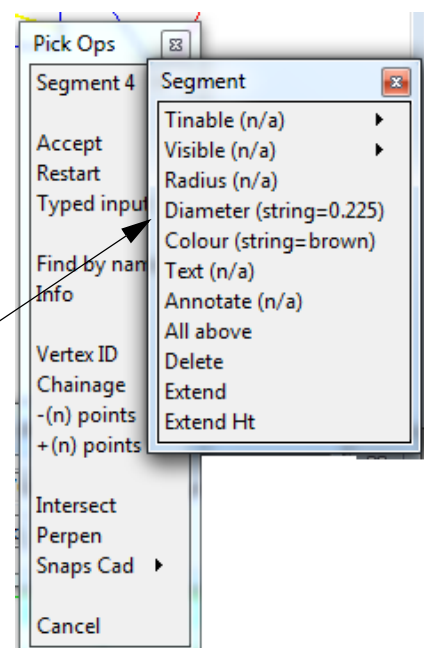 Pick Ops
Segment 4
Accept
Restart
Typed input
Find by nam
Info
Vertex ID
Chainage
-(n) points
+(n) points
Intersect
Perpen
Snaps Cad
Cancel
Segment
Tinable (n/a)
Visible (n/a)
Radius (n/a)
Diameter (string=0.225)
Colour (string=brown)
Text (n/a)
Annotate (n/a)
All above
Delete
Extend
Extend Ht